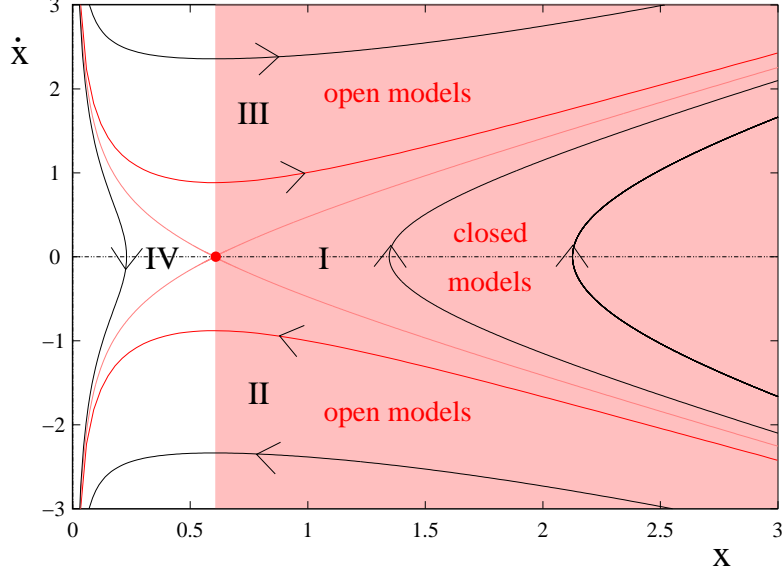 3
ẋ
2
open models
III
1
closed
0
IV
I
models
−1
II
−2
open models
−3
0
0.5
1
1.5
2
2.5
3
x